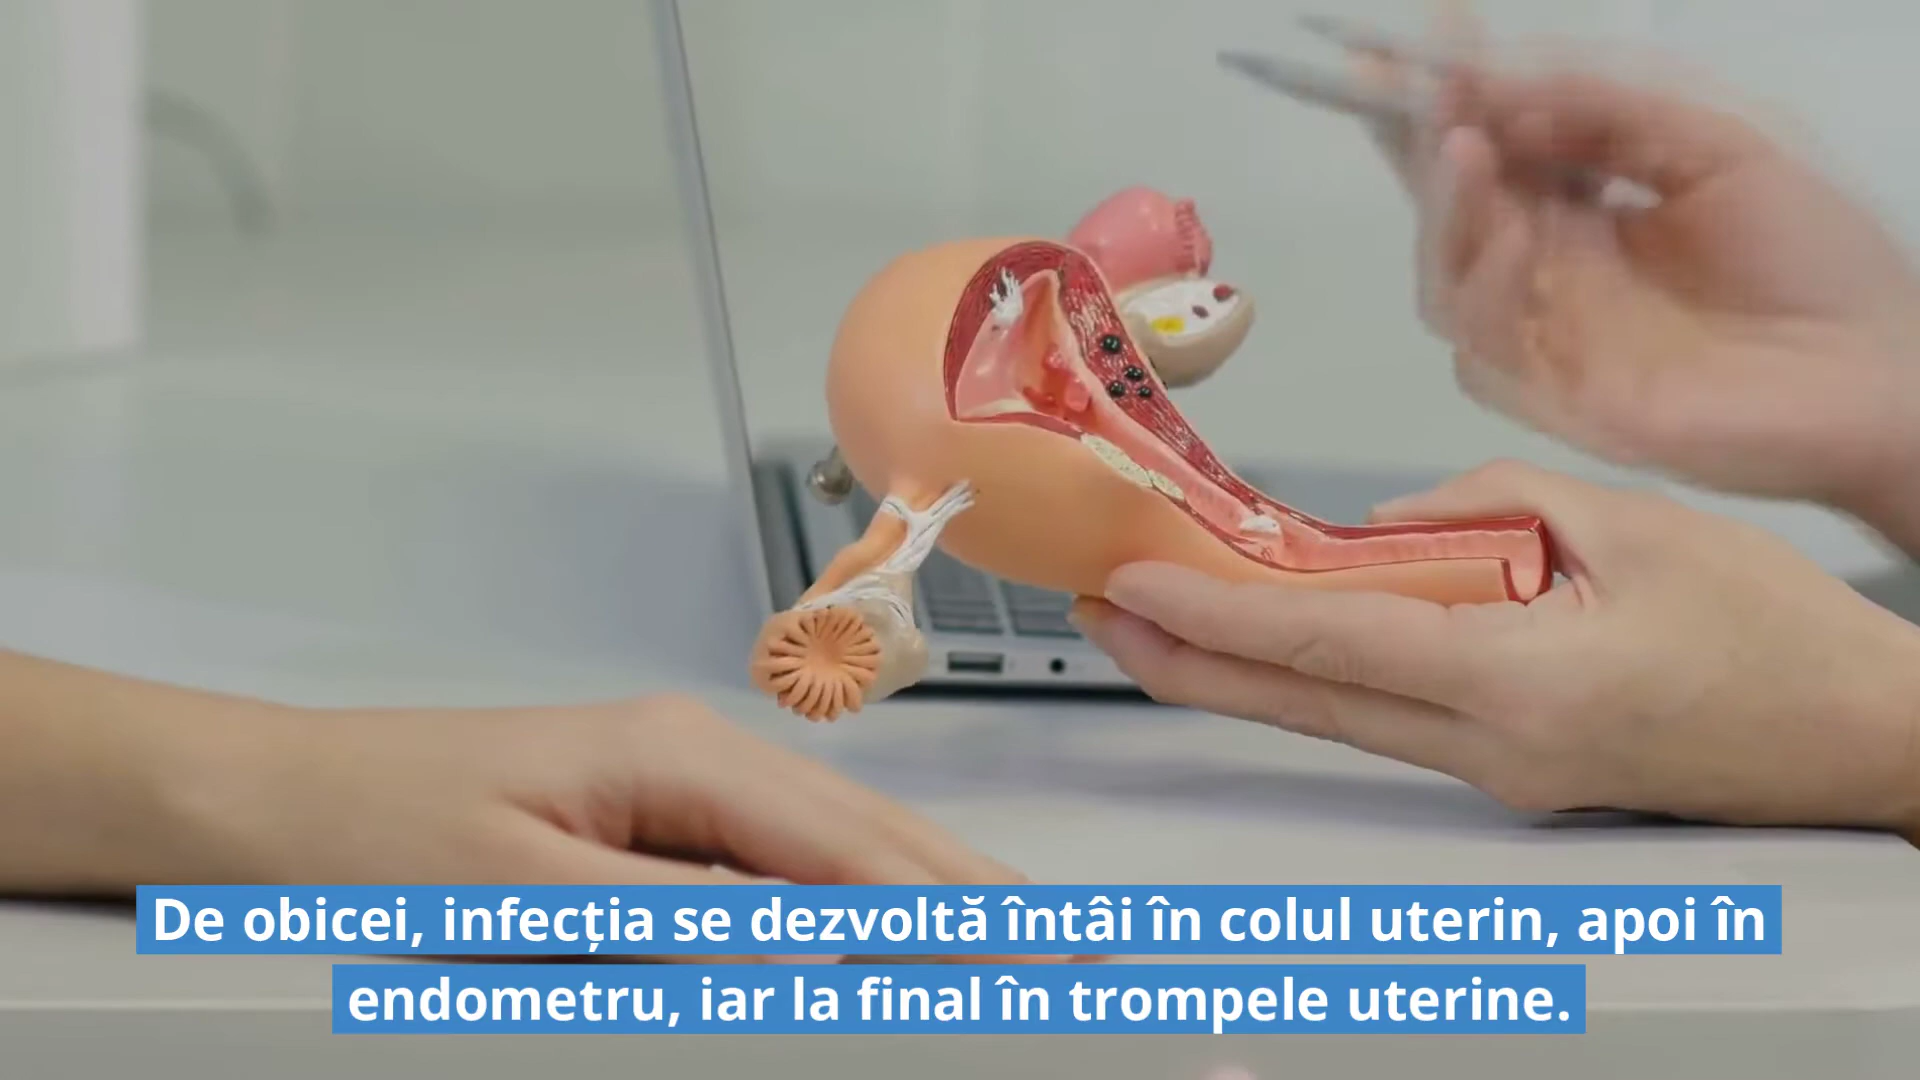 De obicei, infecția se dezvoltă întâi în colul uterin, apoi în
endometru, iar la final în trompele uterine.